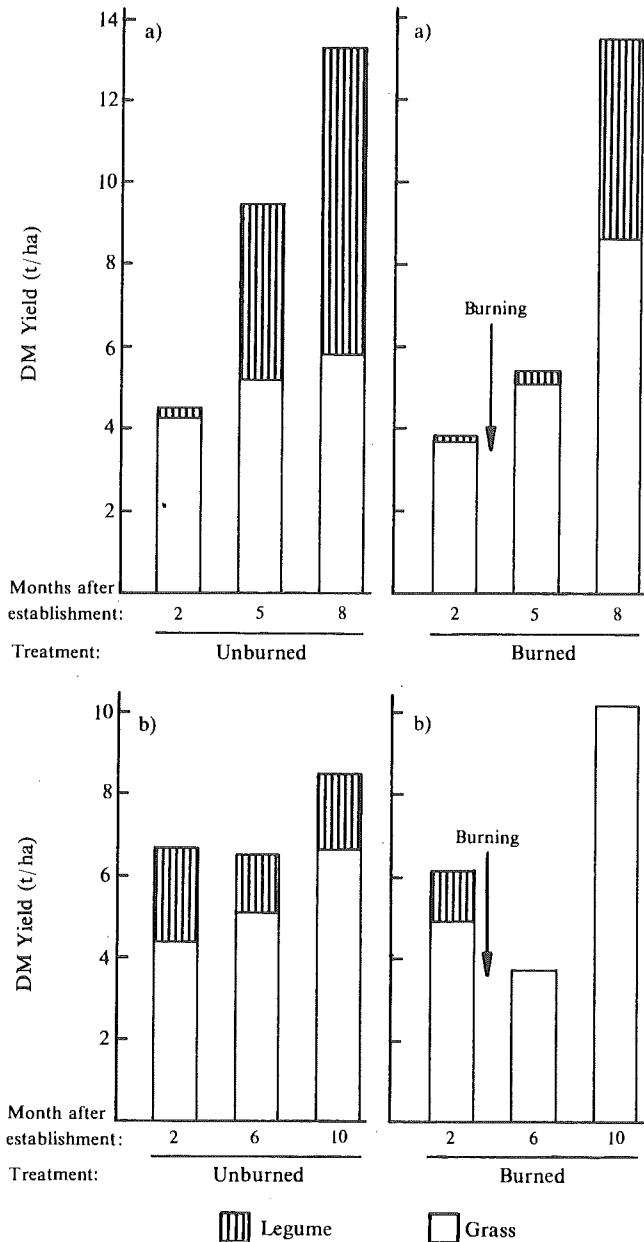 a)
a)
14
12
10
8
6
4
2
DM Yield (t/ha)
Burning
Months after
establishment: 2 5 8 2 5 8
Treatment: Unburned Burned
b)
b)
10
8
6
4
2
DM Yield (t/ha)
Burning
Month after
establishment: 2 6 10 2 6 10
Treatment: Unburned Burned
Legume Grass